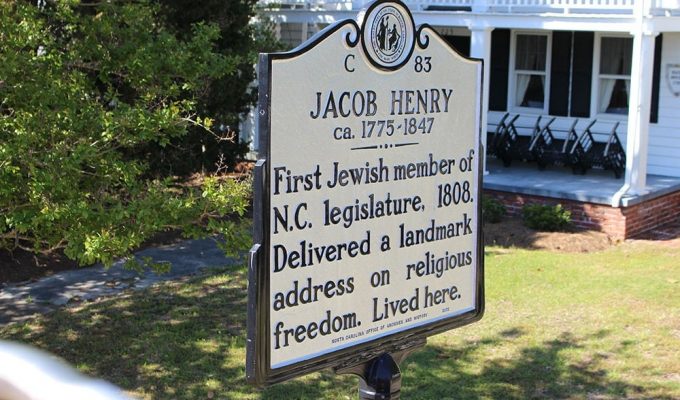 C 83
JACOB HENRY
ca. 1775-1847
First Jewish member of
N.C. legislature, 1808.
Delivered a landmark
address on religious
freedom. Lived here.
NORTH CAROLINA OFFICE OF ARCHIVES AND HISTORY